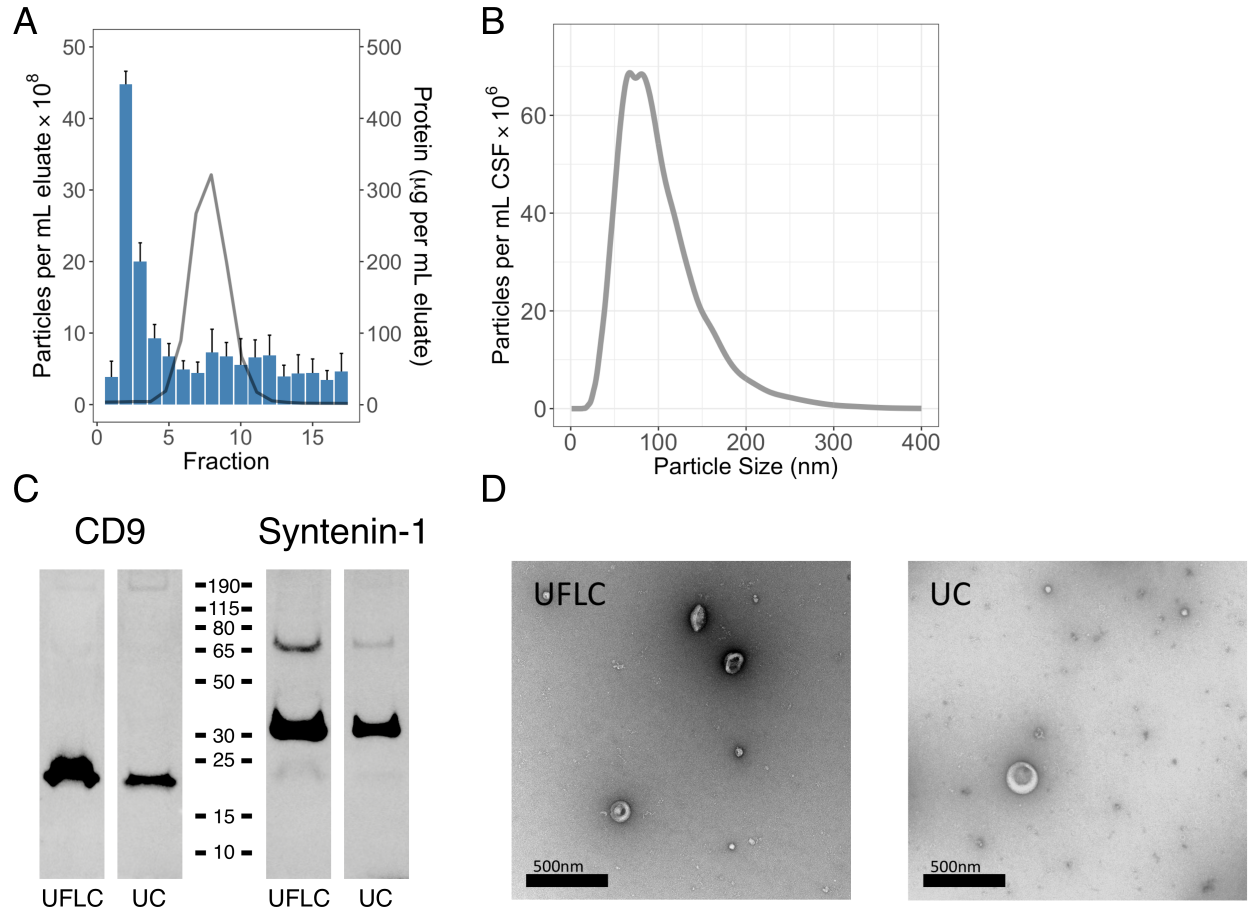 A
Particles per mL eluate × 10⁸
50
40
30
20
10
0
500
400
300
200
100
0
Protein (µg per mL eluate)
0 5 10 15
Fraction
B
Particles per mL CSF × 10⁶
60
40
20
0
0 100 200 300 400
Particle Size (nm)
C
CD9 Syntenin-1
190
115
80
65
50
30
25
15
10
UFLC UC UFLC UC
D
UFLC
500nm
UC
500nm